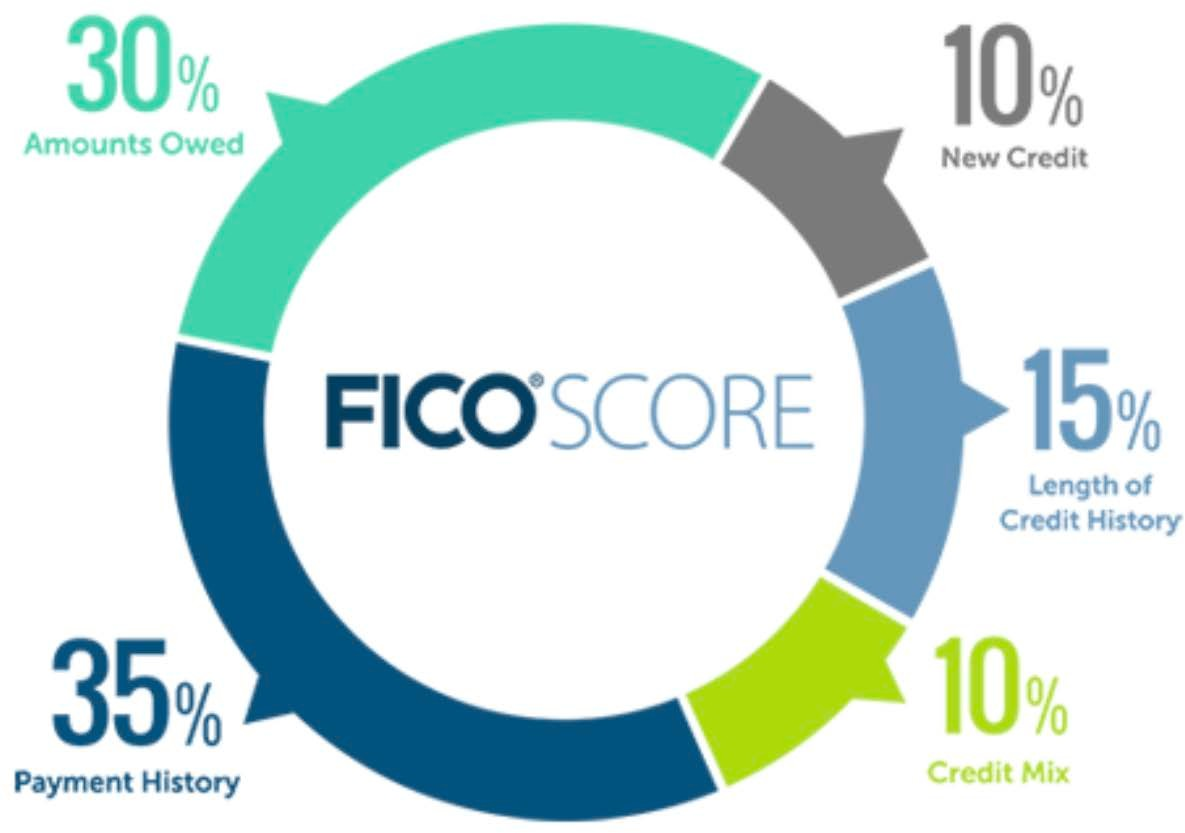 30%
Amounts Owed
10%
New Credit
FICO® SCORE
15%
Length of
Credit History
35%
Payment History
10%
Credit Mix